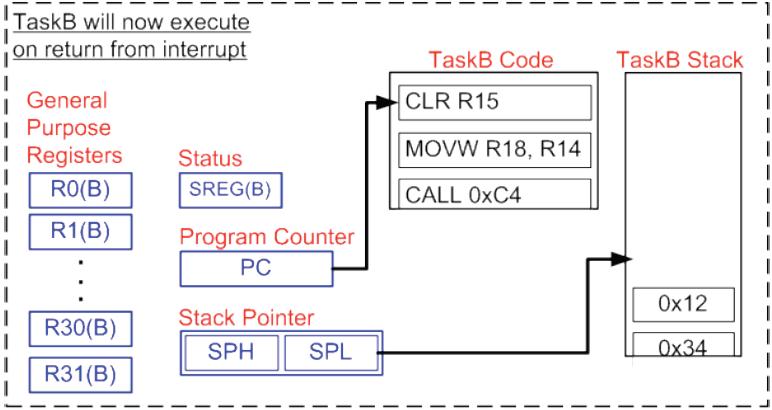 TaskB will now execute
on return from interrupt
General
Purpose
Registers
R0(B)
R1(B)
R30(B)
R31(B)
Status
SREG(B)
Program Counter
PC
Stack Pointer
SPH SPL
TaskB Code
CLR R15
MOVW R18, R14
CALL 0xC4
TaskB Stack
0x12
0x34